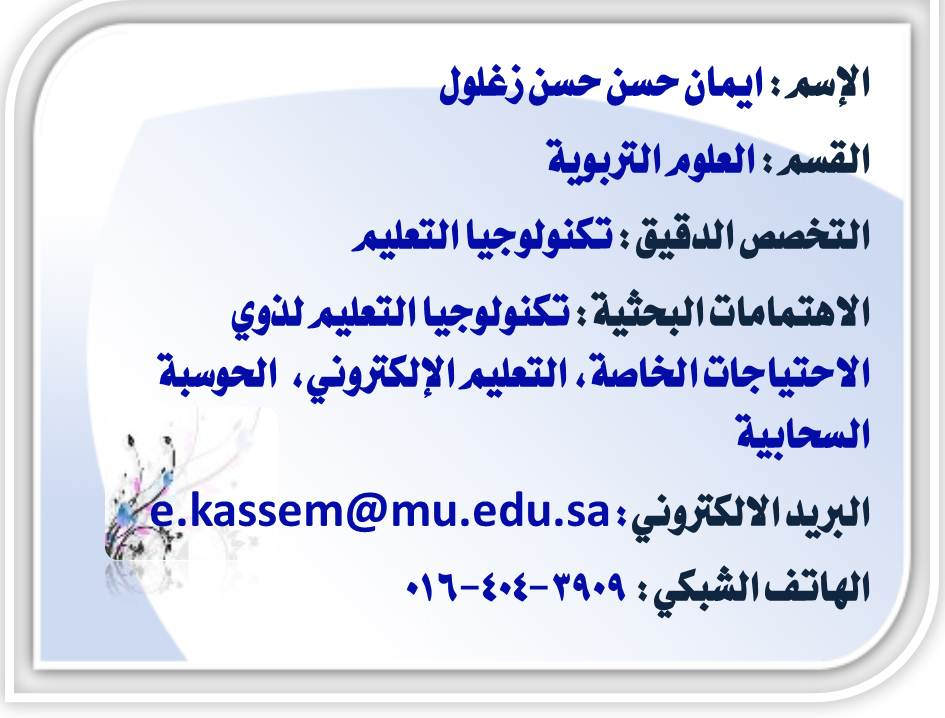 الإسم : ايمان حسن حسن زغلول
القسم : العلوم التربوية
التخصص الدقيق : تكنولوجيا التعليم
الاهتمامات البحثية : تكنولوجيا التعليم لذوي
الاحتياجات الخاصة ، التعليم الإلكتروني ، الحوسبة
السحابية
البريد الالكتروني : e.kassem@mu.edu.sa
الهاتف الشبكي : ٣٩٠٩-٤٠٤-٠١٦